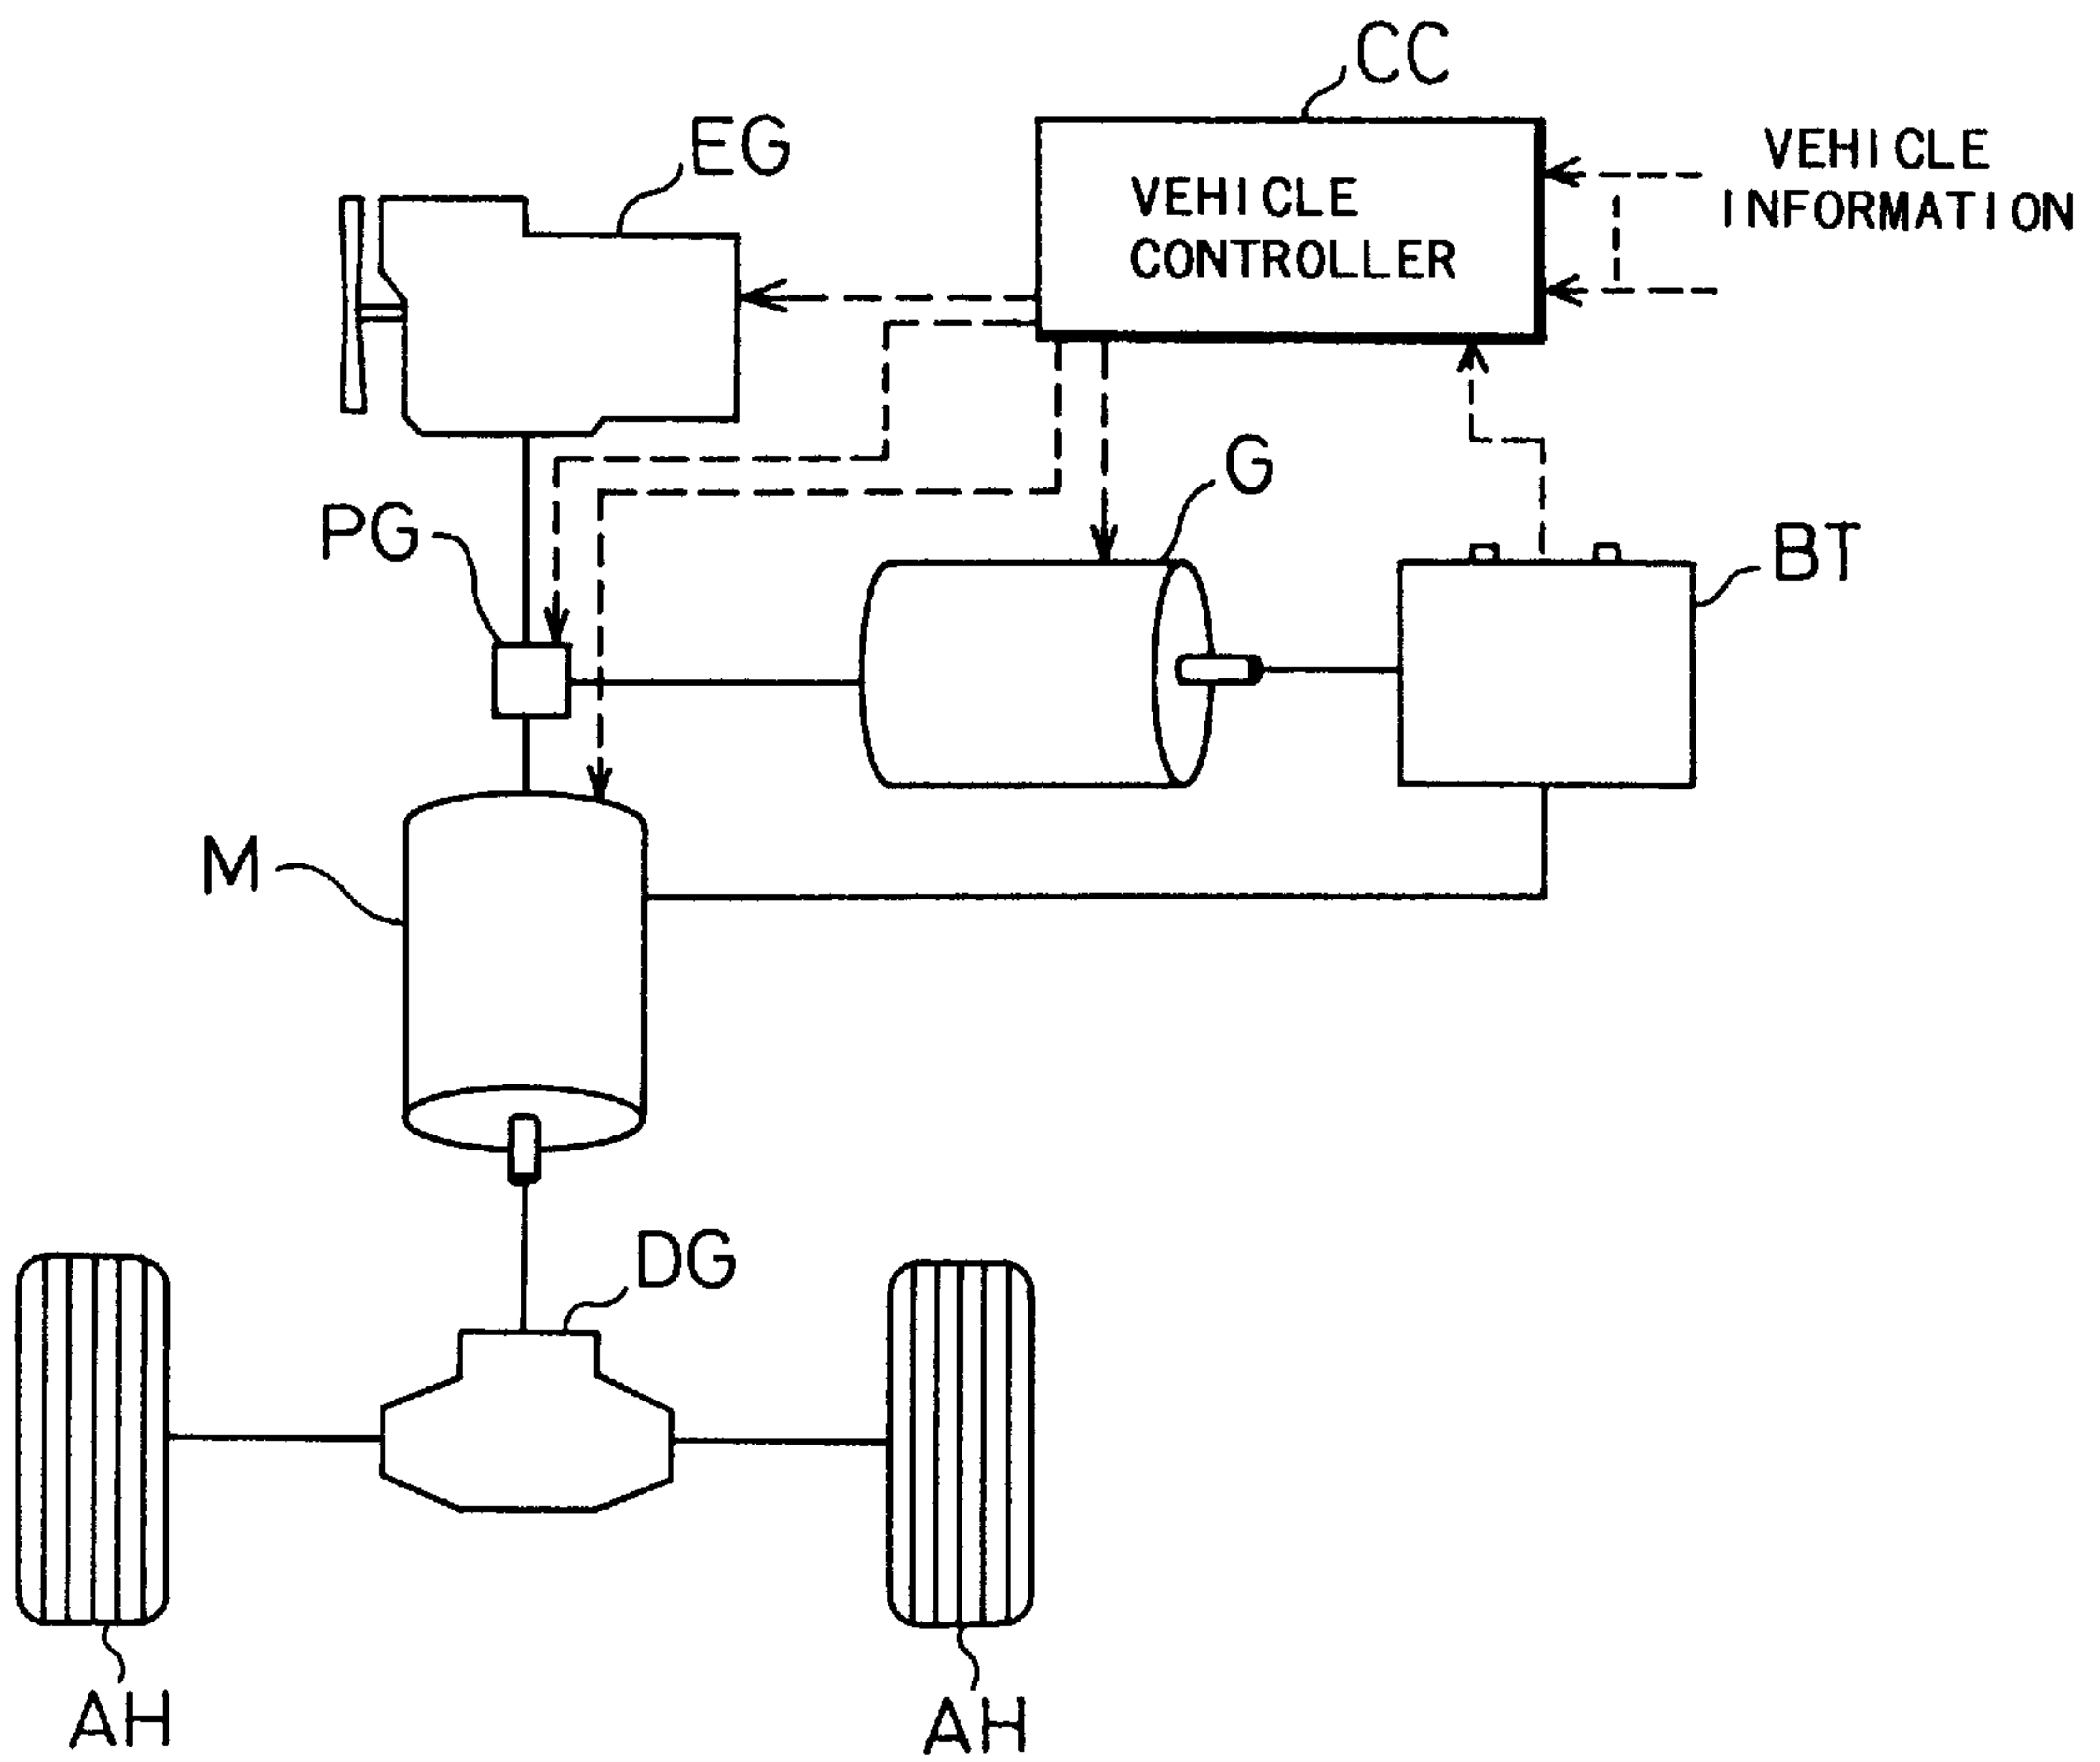 CC
EG
VEHICLE
INFORMATION
VEHICLE
CONTROLLER
G
PG
BT
M
DG
AH
AH